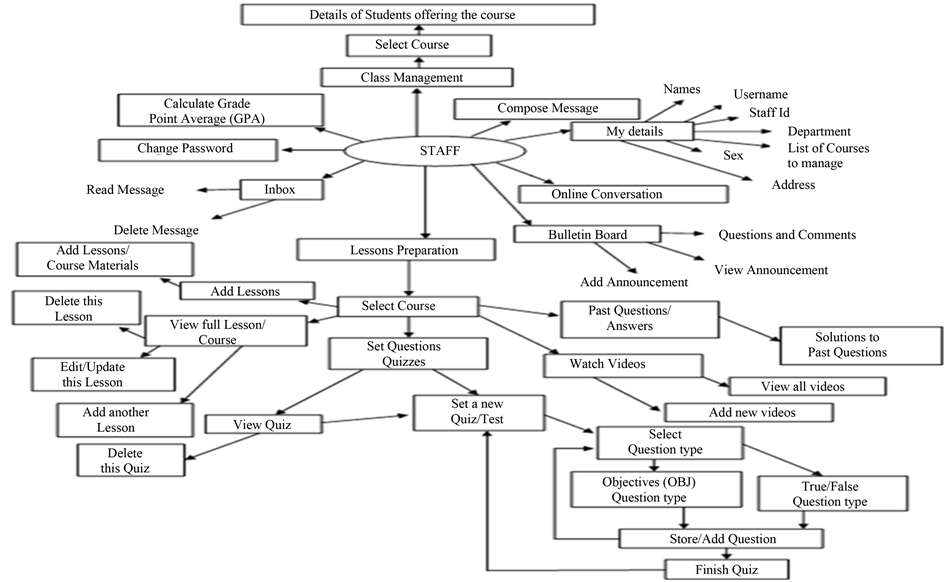 Details of Students offering the course
Select Course
Class Management
Calculate Grade
Point Average (GPA)
Compose Message
Names
Username
Staff Id
My details
Department
List of Courses
to manage
Change Password
STAFF
Sex
Address
Read Message
Inbox
Online Conversation
Delete Message
Bulletin Board
Questions and Comments
Add Lessons/
Course Materials
Lessons Preparation
View Announcement
Add Announcement
Add Lessons
Delete this
Lesson
Select Course
Past Questions/
Answers
View full Lesson/
Course
Solutions to
Past Questions
Set Questions
Quizzes
Edit/Update
this Lesson
Watch Videos
View all videos
Add another
Lesson
View Quiz
Set a new
Quiz/Test
Add new videos
Delete
this Quiz
Select
Question type
Objectives (OBJ)
Question type
True/False
Question type
Store/Add Question
Finish Quiz